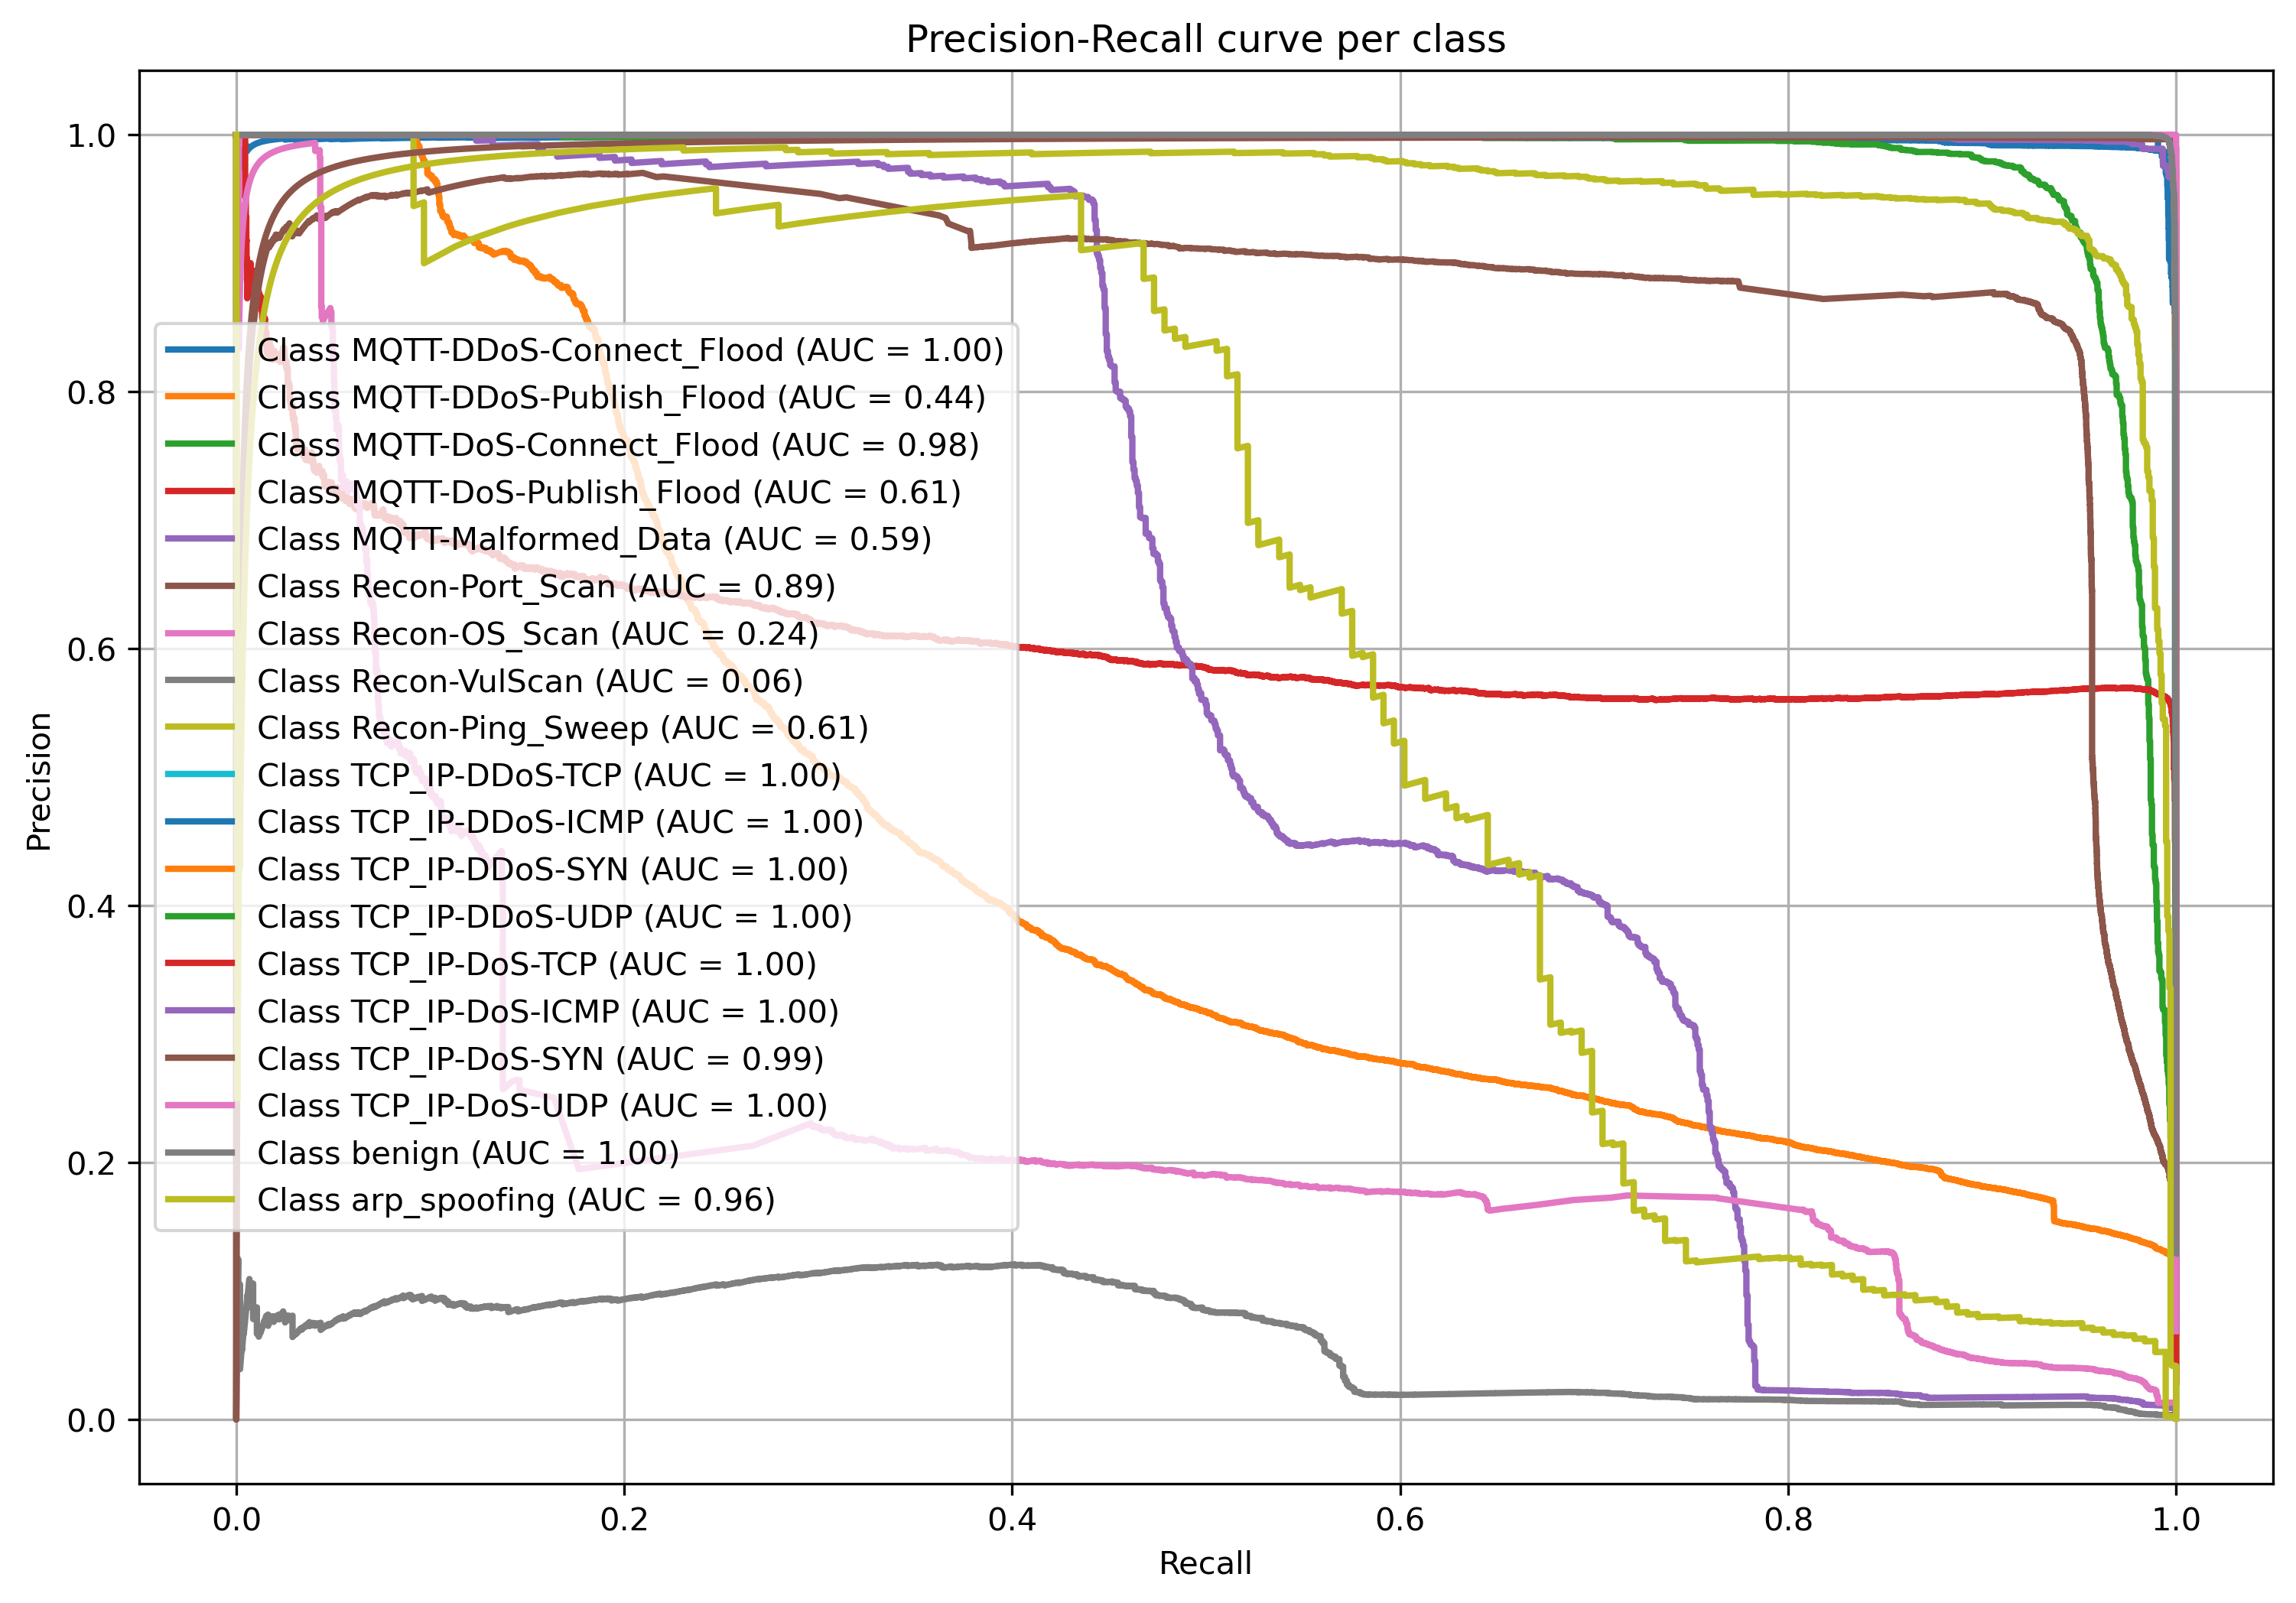 Precision-Recall curve per class
Precision
1.0
0.8
0.6
0.4
0.2
0.0
Class MQTT-DDoS-Connect_Flood (AUC = 1.00)
Class MQTT-DDoS-Publish_Flood (AUC = 0.44)
Class MQTT-DoS-Connect_Flood (AUC = 0.98)
Class MQTT-DoS-Publish_Flood (AUC = 0.61)
Class MQTT-Malformed_Data (AUC = 0.59)
Class Recon-Port_Scan (AUC = 0.89)
Class Recon-OS_Scan (AUC = 0.24)
Class Recon-VulScan (AUC = 0.06)
Class Recon-Ping_Sweep (AUC = 0.61)
Class TCP_IP-DDoS-TCP (AUC = 1.00)
Class TCP_IP-DDoS-ICMP (AUC = 1.00)
Class TCP_IP-DDoS-SYN (AUC = 1.00)
Class TCP_IP-DDoS-UDP (AUC = 1.00)
Class TCP_IP-DoS-TCP (AUC = 1.00)
Class TCP_IP-DoS-ICMP (AUC = 1.00)
Class TCP_IP-DoS-SYN (AUC = 0.99)
Class TCP_IP-DoS-UDP (AUC = 1.00)
Class benign (AUC = 1.00)
Class arp_spoofing (AUC = 0.96)
0.0 0.2 0.4 0.6 0.8 1.0
Recall